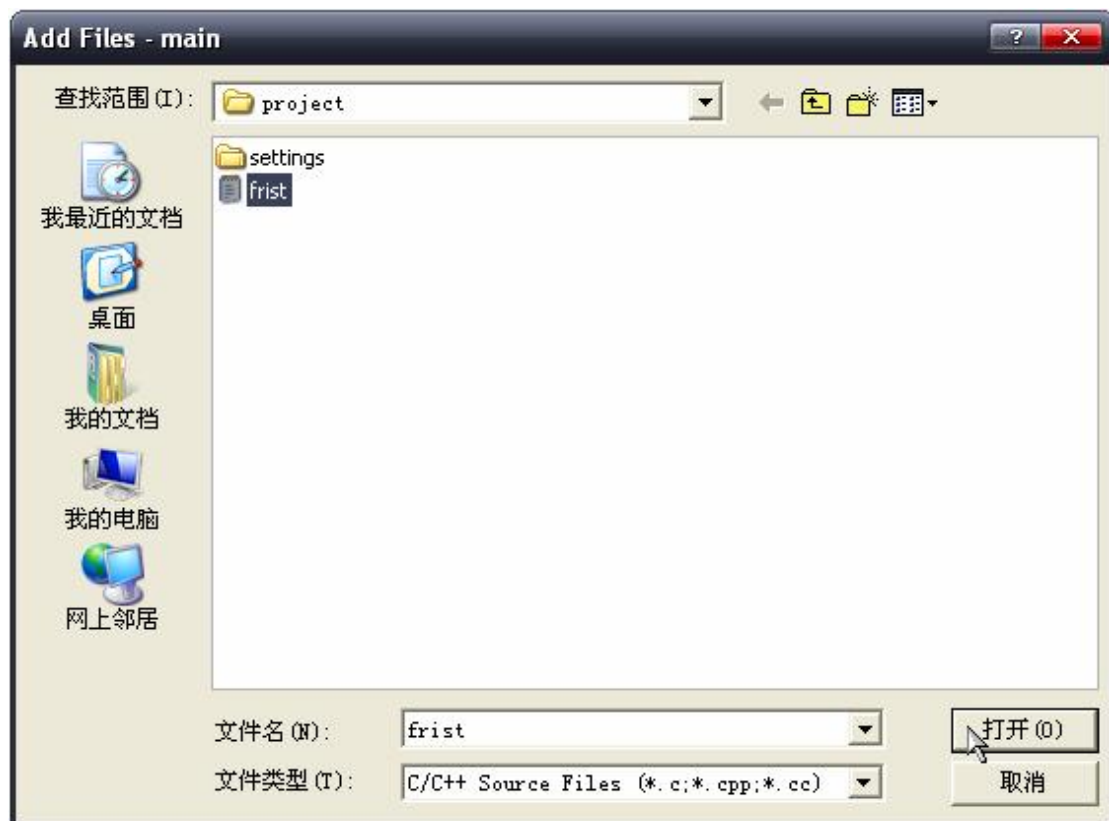 Add Files - main
查找范围(I):
project
settings
frist
我最近的文档
桌面
我的文档
我的电脑
网上邻居
文件名(N):
frist
打开(O)
文件类型(T):
C/C++ Source Files (*.c;*.cpp;*.cc)
取消